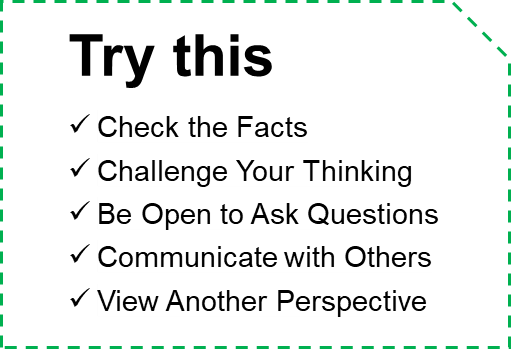 Try this
✓ Check the Facts
✓ Challenge Your Thinking
✓ Be Open to Ask Questions
✓ Communicate with Others
✓ View Another Perspective